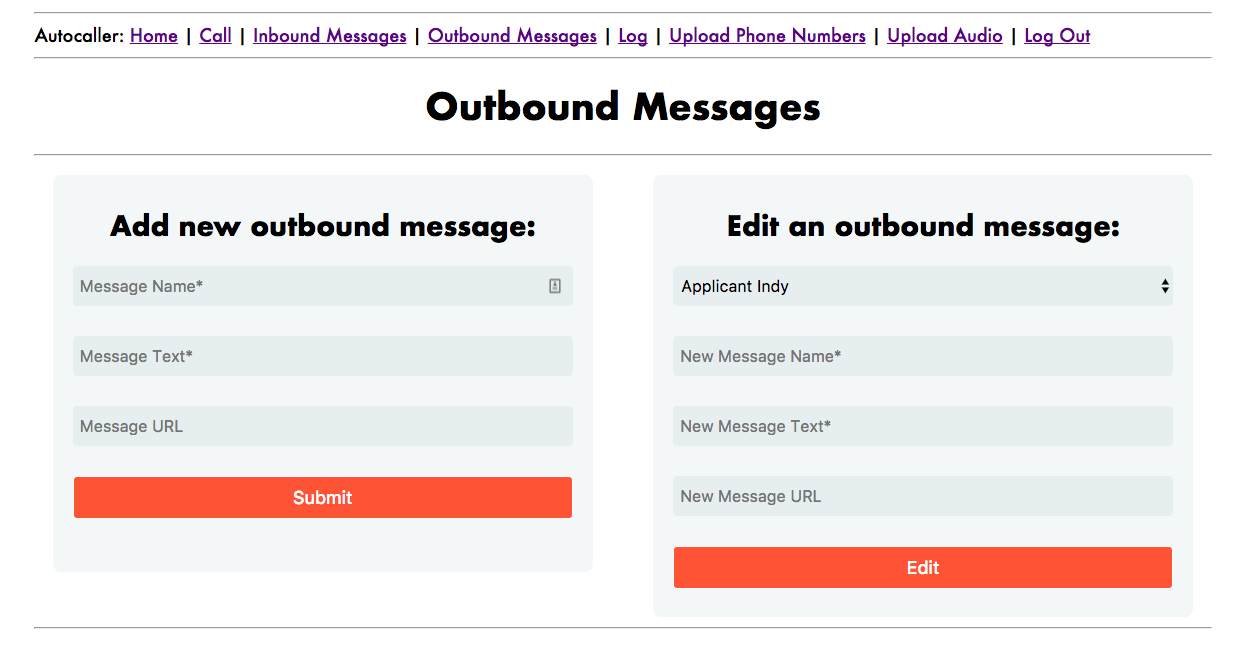 Autocaller: Home | Call | Inbound Messages | Outbound Messages | Log | Upload Phone Numbers | Upload Audio | Log Out
Outbound Messages
Add new outbound message:
Message Name*
Message Text*
Message URL
Submit
Edit an outbound message:
Applicant Indy
New Message Name*
New Message Text*
New Message URL
Edit